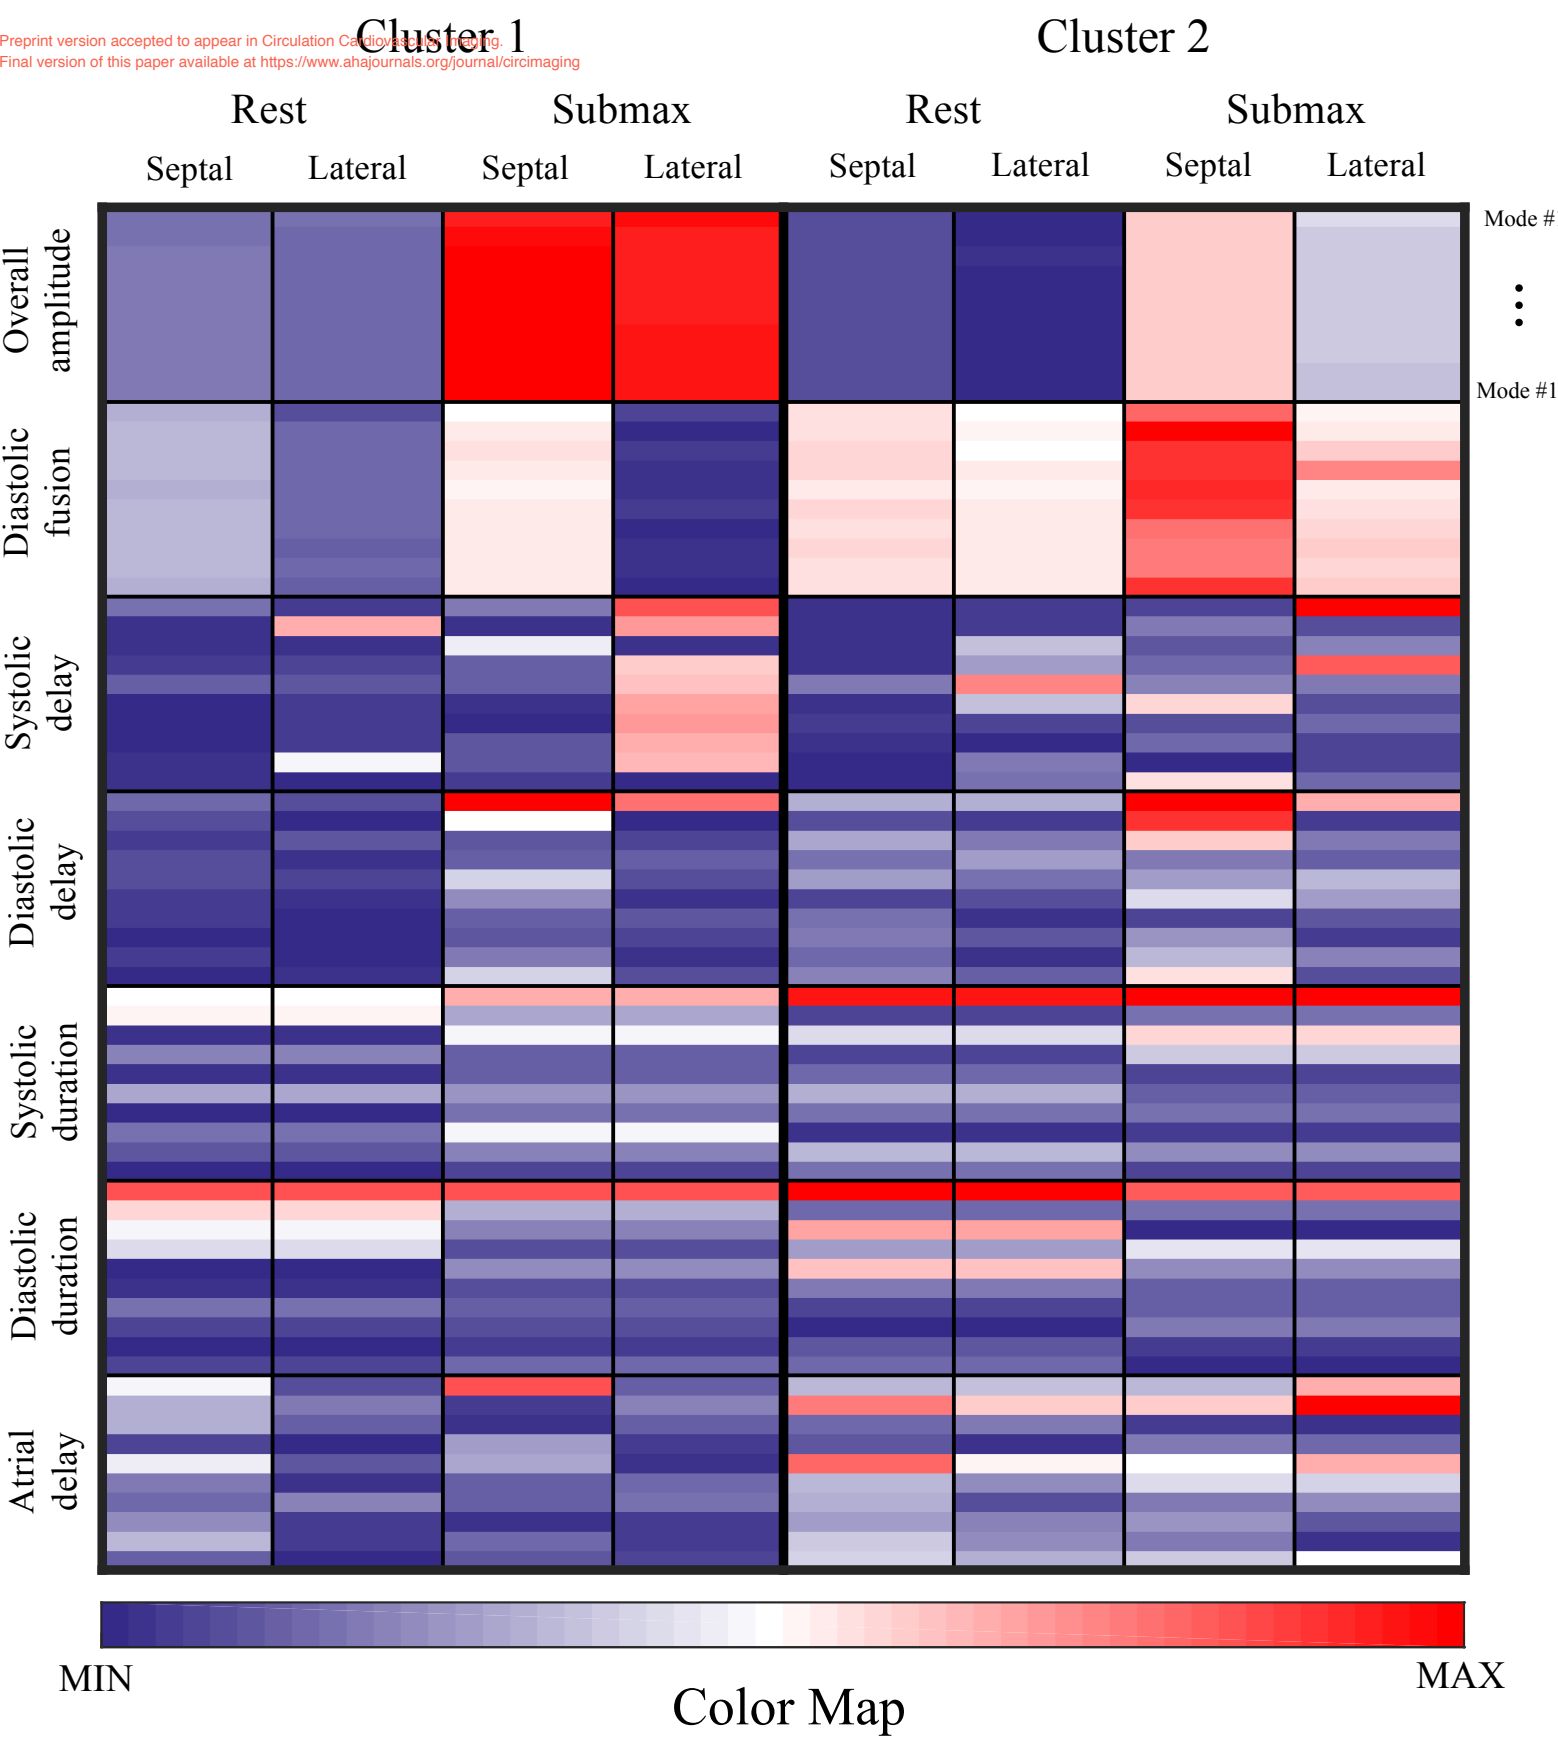 Cluster 1
Cluster 2
Preprint version accepted to appear in Circulation Cardiovascular Imaging.
Final version of this paper available at https://www.ahajournals.org/journal/circimaging
Rest
Submax
Rest
Submax
Septal
Lateral
Septal
Lateral
Septal
Lateral
Septal
Lateral
Overall
amplitude
Mode #
Mode #1
Diastolic
fusion
Systolic
delay
Diastolic
delay
Systolic
duration
Diastolic
duration
Atrial
delay
MIN
MAX
Color Map